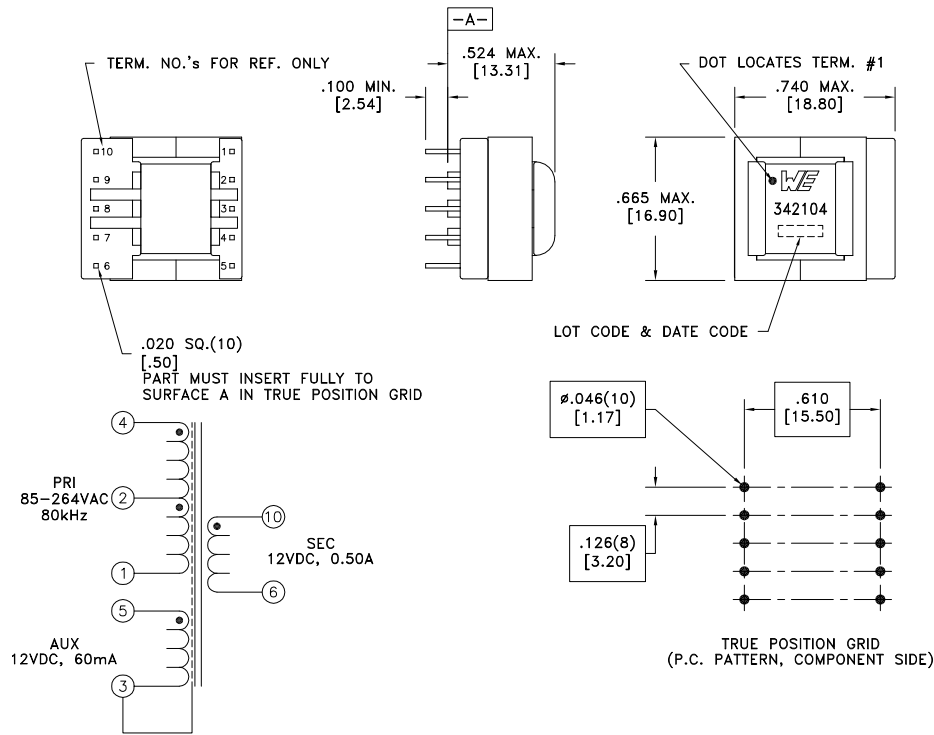 -A-
TERM. NO.'s FOR REF. ONLY
.524 MAX.
[13.31]
DOT LOCATES TERM. #1
.100 MIN.
[2.54]
.740 MAX.
[18.80]
10
1
9
2
8
3
7
4
6
5
.665 MAX.
[16.90]
WE
342104
LOT CODE & DATE CODE
.020 SQ.(10)
[.50]
PART MUST INSERT FULLY TO
SURFACE A IN TRUE POSITION GRID
ø.046(10)
[1.17]
.610
[15.50]
.126(8)
[3.20]
TRUE POSITION GRID
(P.C. PATTERN, COMPONENT SIDE)
4
PRI
85-264VAC
80kHz
2
1
5
AUX
12VDC, 60mA
3
10
SEC
12VDC, 0.50A
6